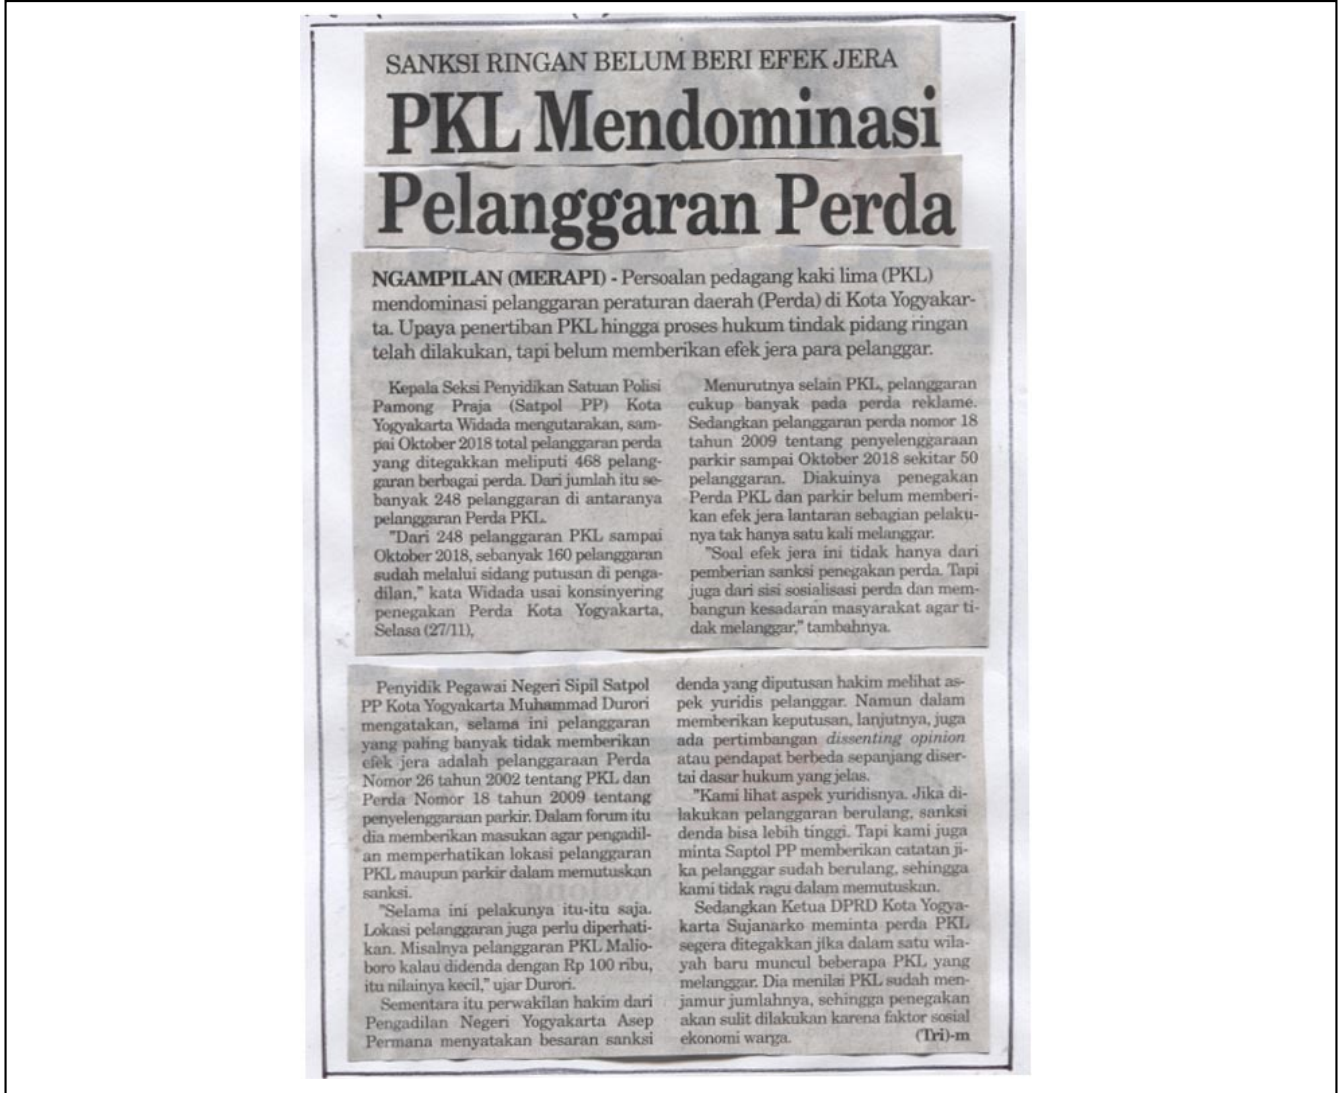 SANKSI RINGAN BELUM BERI EFEK JERA
PKL Mendominasi
Pelanggaran Perda
NGAMPILAN (MERAPI) - Persoalan pedagang kaki lima (PKL)
mendominasi pelanggaran peraturan daerah (Perda) di Kota Yogyakar-
ta. Upaya penertiban PKL hingga proses hukum tindak pidang ringan
telah dilakukan, tapi belum memberikan efek jera para pelanggar.
Kepala Seksi Penyidikan Satuan Polisi
Pamong Praja (Satpol PP) Kota
Yogyakarta Widada mengutarakan, sam-
pai Oktober 2018 total pelanggaran perda
yang ditegakkan meliputi 468 pelang-
garan berbagai perda. Dari jumlah itu se-
banyak 248 pelanggaran di antaranya
pelanggaran Perda PKL.
"Dari 248 pelanggaran PKL sampai
Oktober 2018, sebanyak 160 pelanggaran
sudah melalui sidang putusan di penga-
dilan," kata Widada usai konsinyering
penegakan Perda Kota Yogyakarta,
Selasa (27/11),
Menurutnya selain PKL, pelanggaran
cukup banyak pada perda reklame.
Sedangkan pelanggaran perda nomor 18
tahun 2009 tentang penyelenggaraan
parkir sampai Oktober 2018 sekitar 50
pelanggaran. Diakuinya penegakan
Perda PKL dan parkir belum memberi-
kan efek jera lantaran sebagian pelaku-
nya tak hanya satu kali melanggar.
"Soal efek jera ini tidak hanya dari
pemberian sanksi penegakan perda. Tapi
juga dari sisi sosialisasi perda dan mem-
bangun kesadaran masyarakat agar ti-
dak melanggar," tambahnya.
Penyidik Pegawai Negeri Sipil Satpol
PP Kota Yogyakarta Muhammad Durori
mengatakan, selama ini pelanggaran
yang paling banyak tidak memberikan
efek jera adalah pelanggaraan Perda
Nomor 26 tahun 2002 tentang PKL dan
Perda Nomor 18 tahun 2009 tentang
penyelenggaraan parkir. Dalam forum itu
dia memberikan masukan agar pengadil-
an memperhatikan lokasi pelanggaran
PKL maupun parkir dalam memutuskan
sanksi.
"Selama ini pelakunya itu-itu saja.
Lokasi pelanggaran juga perlu diperhati-
kan. Misalnya pelanggaran PKL Malio-
boro kalau didenda dengan Rp 100 ribu,
itu nilainya kecil," ujar Durori.
Sementara itu perwakilan hakim dari
Pengadilan Negeri Yogyakarta Asep
Permana menyatakan besaran sanksi
denda yang diputusan hakim melihat as-
pek yuridis pelanggar. Namun dalam
memberikan keputusan, lanjutnya, juga
ada pertimbangan dissenting opinion
atau pendapat berbeda sepanjang diser-
tai dasar hukum yang jelas.
"Kami lihat aspek yuridisnya. Jika di-
lakukan pelanggaran berulang, sanksi
denda bisa lebih tinggi. Tapi kami juga
minta Saptol PP memberikan catatan ji-
ka pelanggar sudah berulang, sehingga
kami tidak ragu dalam memutuskan.
Sedangkan Ketua DPRD Kota Yogya-
karta Sujanarko meminta perda PKL
segera ditegakkan jika dalam satu wila-
yah baru muncul beberapa PKL yang
melanggar. Dia menilai PKL sudah men-
jamur jumlahnya, sehingga penegakan
akan sulit dilakukan karena faktor sosial
ekonomi warga. (Tri)-m